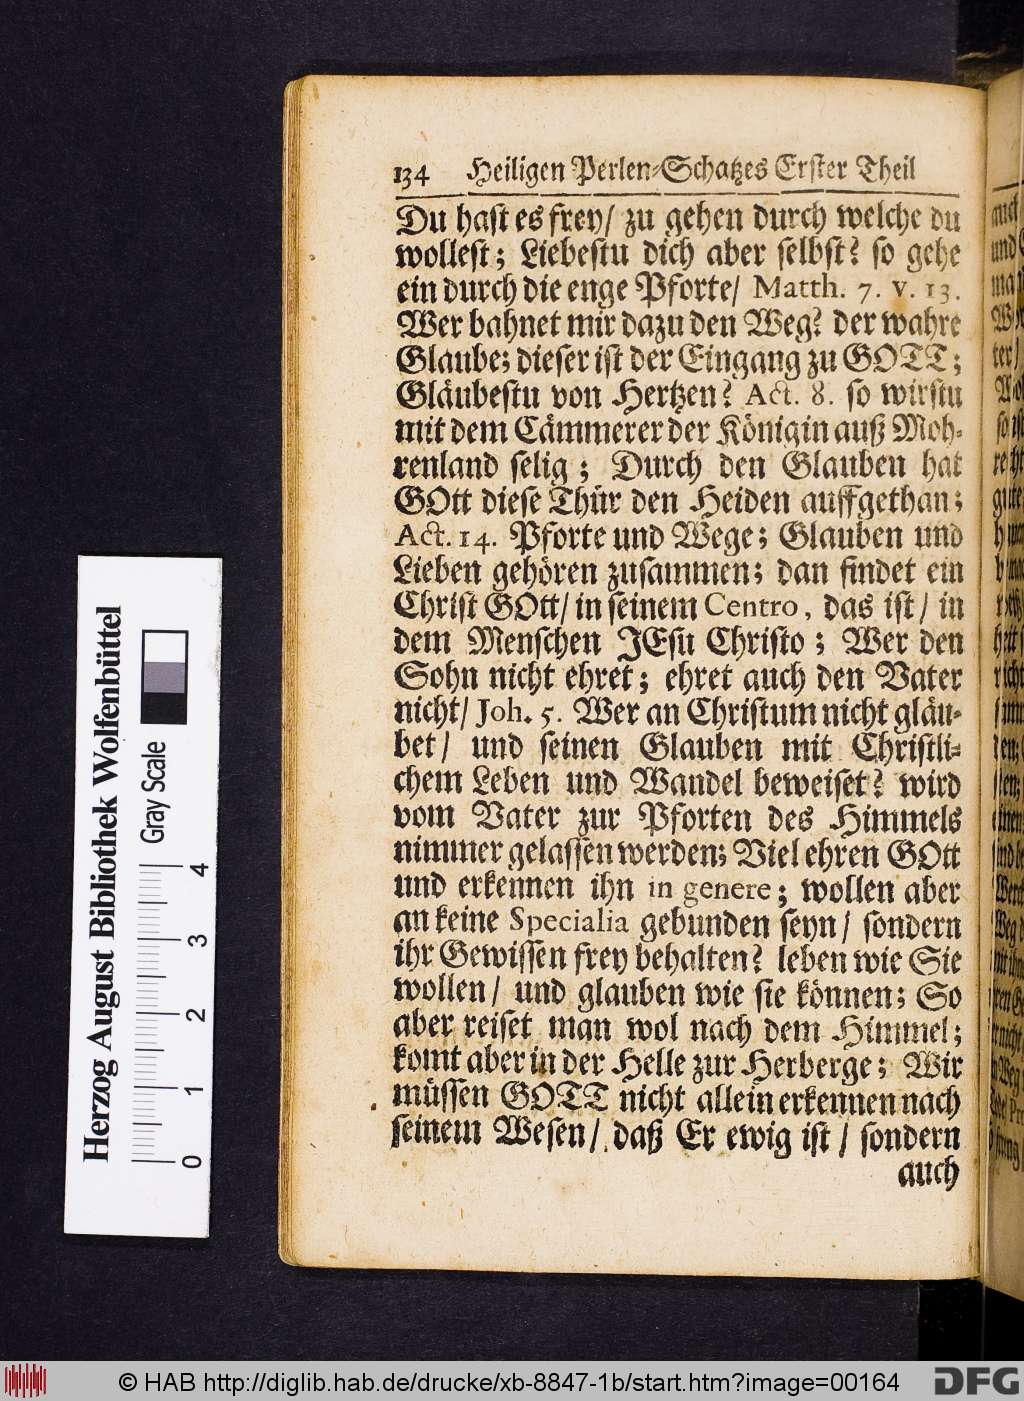 134 Heiligen Perlen-Schatzes Erster Theil
Du hast es frey/ zu gehen durch welche du
wollest; Liebestu dich aber selbst? so gehe
ein durch die enge Pforte/ Matth. 7. v. 13.
Wer bahnet mir dazu den Weg? der wahre
Glaube; dieser ist der Eingang zu GOTT;
Gläubestu von Hertzen? Act. 8. so wirstu
mit dem Cämmerer der Königin auß Moh-
renland selig; Durch den Glauben hat
GOtt diese Thür den Heiden auffgethan;
Act. 14. Pforte und Wege; Glauben und
Lieben gehören zusammen; dan findet ein
Christ GOtt/ in seinem Centro, das ist/ in
dem Menschen JEsu Christo; Wer den
Sohn nicht ehret; ehret auch den Vater
nicht/ Joh. 5. Wer an Christum nicht gläu-
bet/ und seinen Glauben mit Christli-
chem Leben und Wandel beweiset? wird
vom Vater zur Pforten des Himmels
nimmer gelassen werden; Viel ehren GOtt
und erkennen ihn in genere; wollen aber
an keine Specialia gebunden seyn/ sondern
ihr Gewissen frey behalten? leben wie Sie
wollen/ und glauben wie sie können; So
aber reiset man wol nach dem Himmel;
komt aber in der Helle zur Herberge; Wir
müssen GOTT nicht allein erkennen nach
seinem Wesen/ daß Er ewig ist/ sondern
auch
Herzog August Bibliothek Wolfenbüttel
Gray Scale
0 1 2 3 4
© HAB http://diglib.hab.de/drucke/xb-8847-1b/start.htm?image=00164
DFG